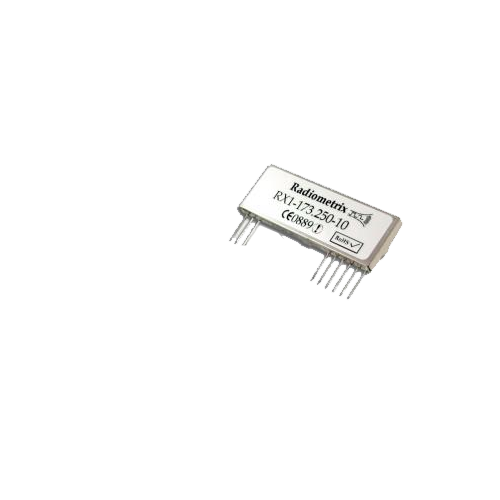 Radiometrix
RX1-173.250-10
CE0889 !
RoHS ✓